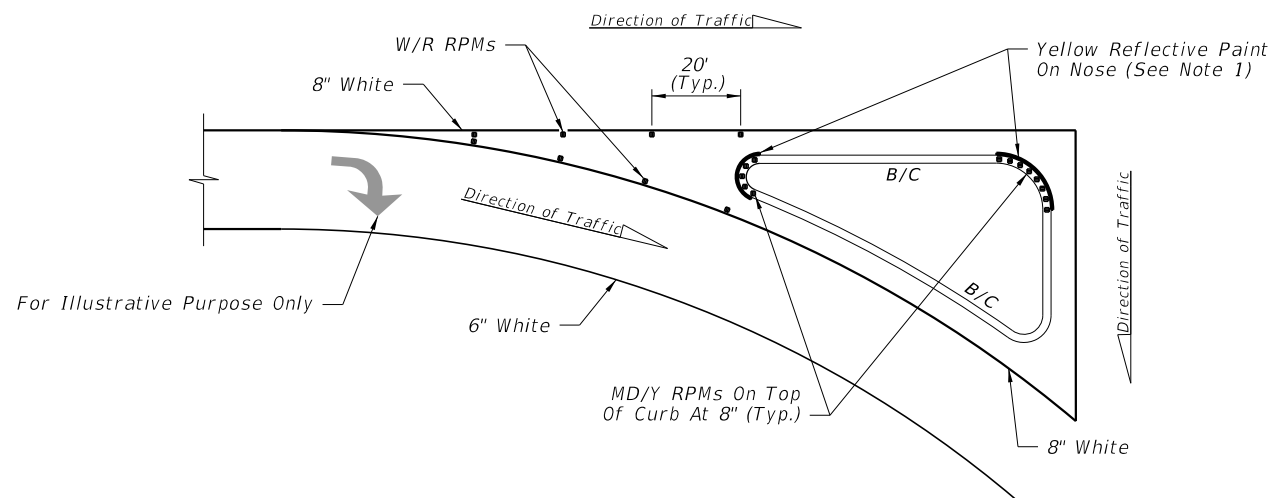 Direction of Traffic
W/R RPMs
Yellow Reflective Paint
On Nose (See Note 1)
20'
(Typ.)
8" White
B/C
Direction of Traffic
Direction of Traffic
B/C
For Illustrative Purpose Only
6" White
MD/Y RPMs On Top
Of Curb At 8" (Typ.)
8" White